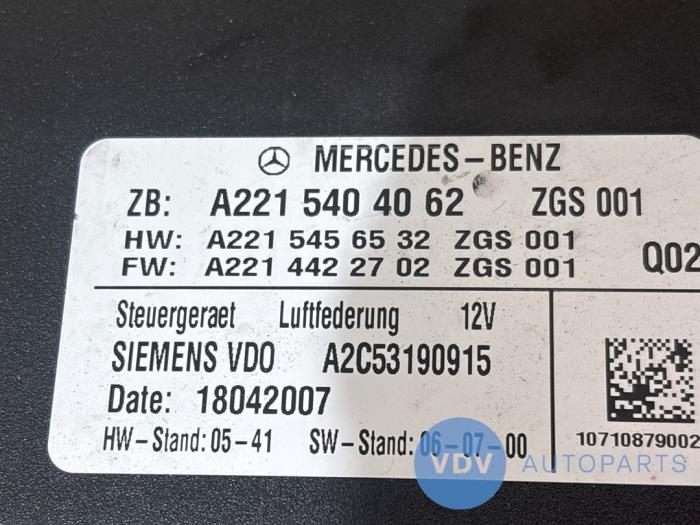 MERCEDES-BENZ
ZB: A221 540 40 62 ZGS 001
HW: A221 545 65 32 ZGS 001
FW: A221 442 27 02 ZGS 001
Q02
Steuergeraet Luftfederung 12V
SIEMENS VDO A2C53190915
Date: 18042007
HW-Stand: 05-41 SW-Stand: 06-07-00
10710879002
VDV AUTOPARTS